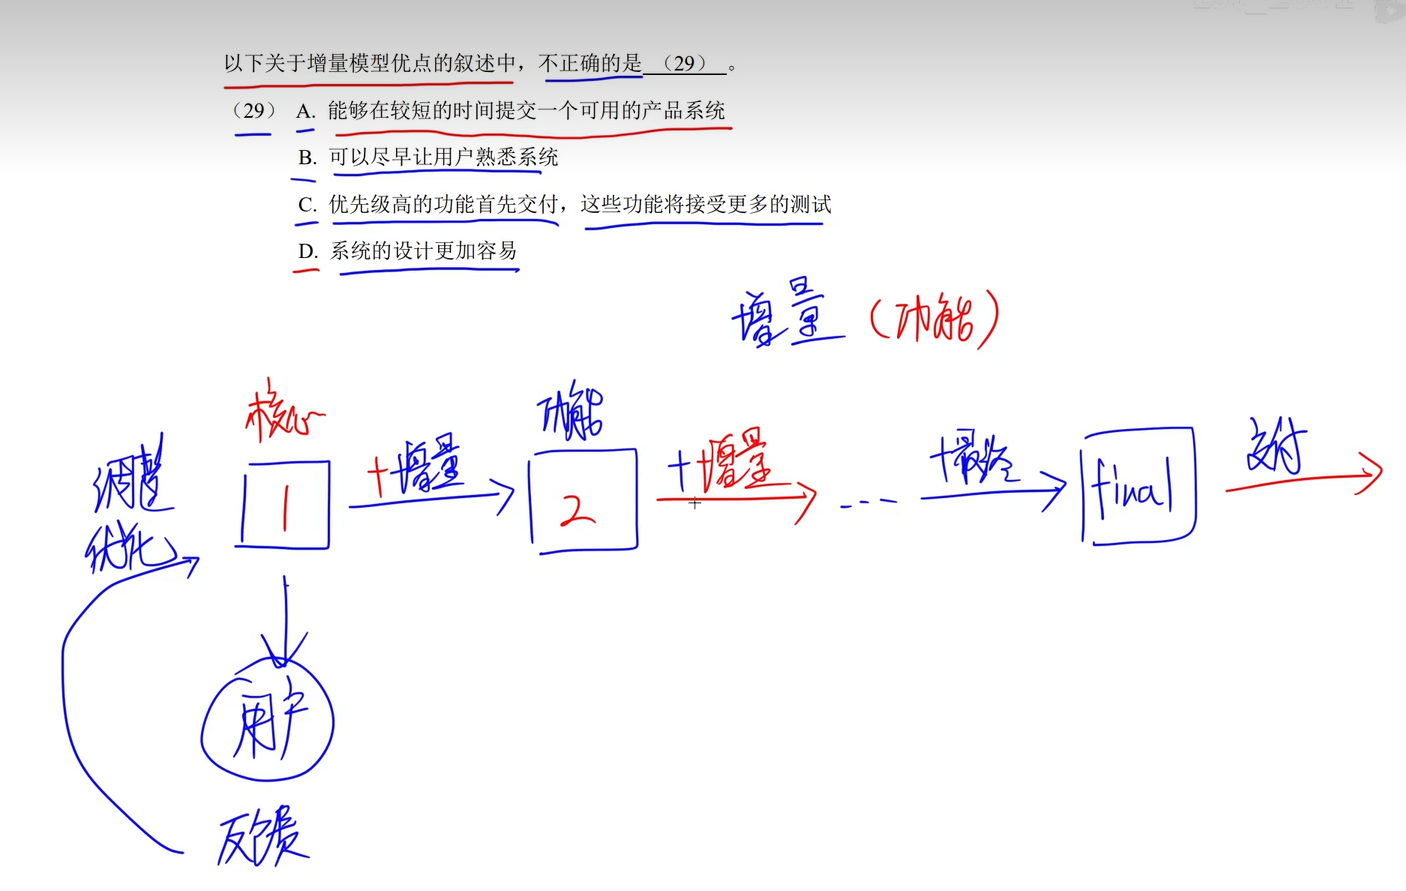 以下关于增量模型优点的叙述中，不正确的是 （29） 。
（29） A. 能够在较短的时间提交一个可用的产品系统
B. 可以尽早让用户熟悉系统
C. 优先级高的功能首先交付，这些功能将接受更多的测试
D. 系统的设计更加容易
增量（功能）
核心 功能
调整 +增量 +增量 +最终 交付
1 2 ... final
优化
用户
反馈